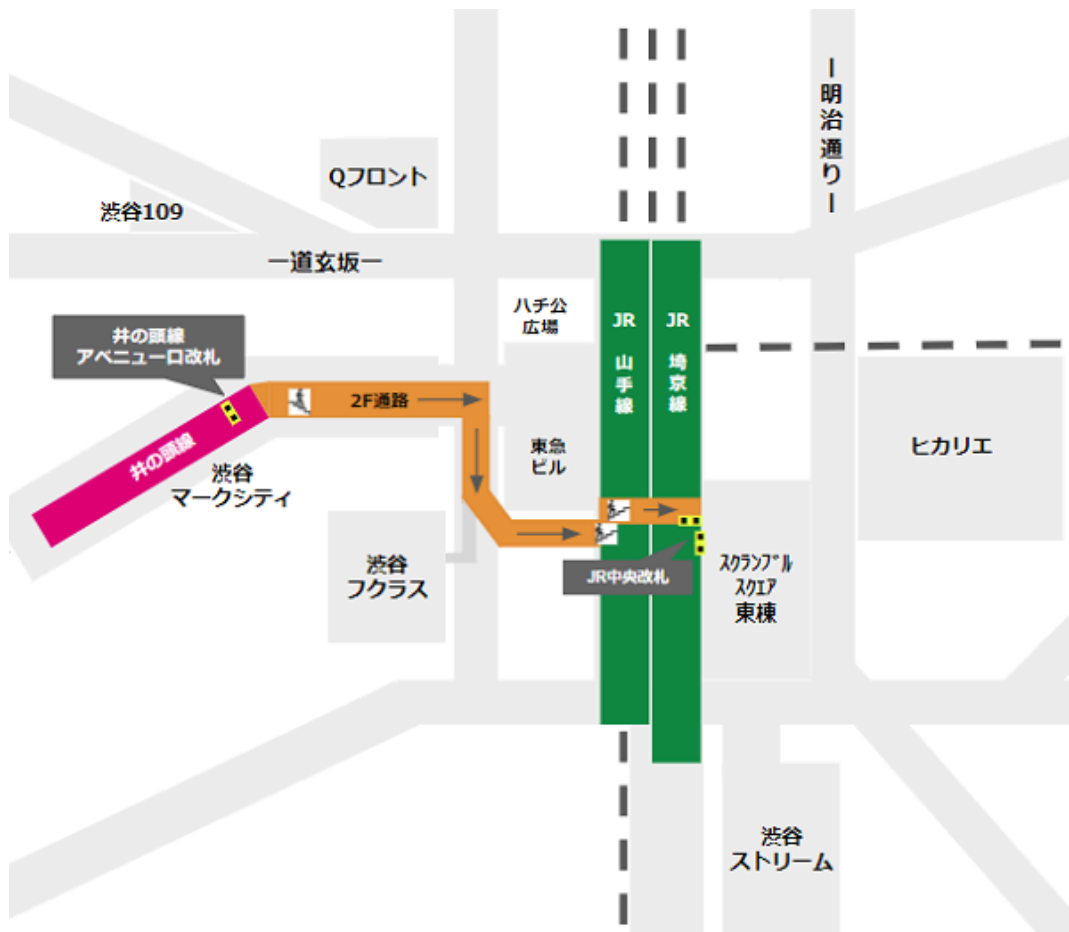 ー明治通りー
Qフロント
渋谷109
ー道玄坂ー
ハチ公
広場
JR
山手線
JR
埼京線
井の頭線
アベニュー口改札
2F通路
井の頭線
渋谷
マークシティ
東急
ビル
ヒカリエ
渋谷
フクラス
JR中央改札
ｽｸﾗﾝﾌﾞﾙ
ｽｸｴｱ
東棟
渋谷
ストリーム